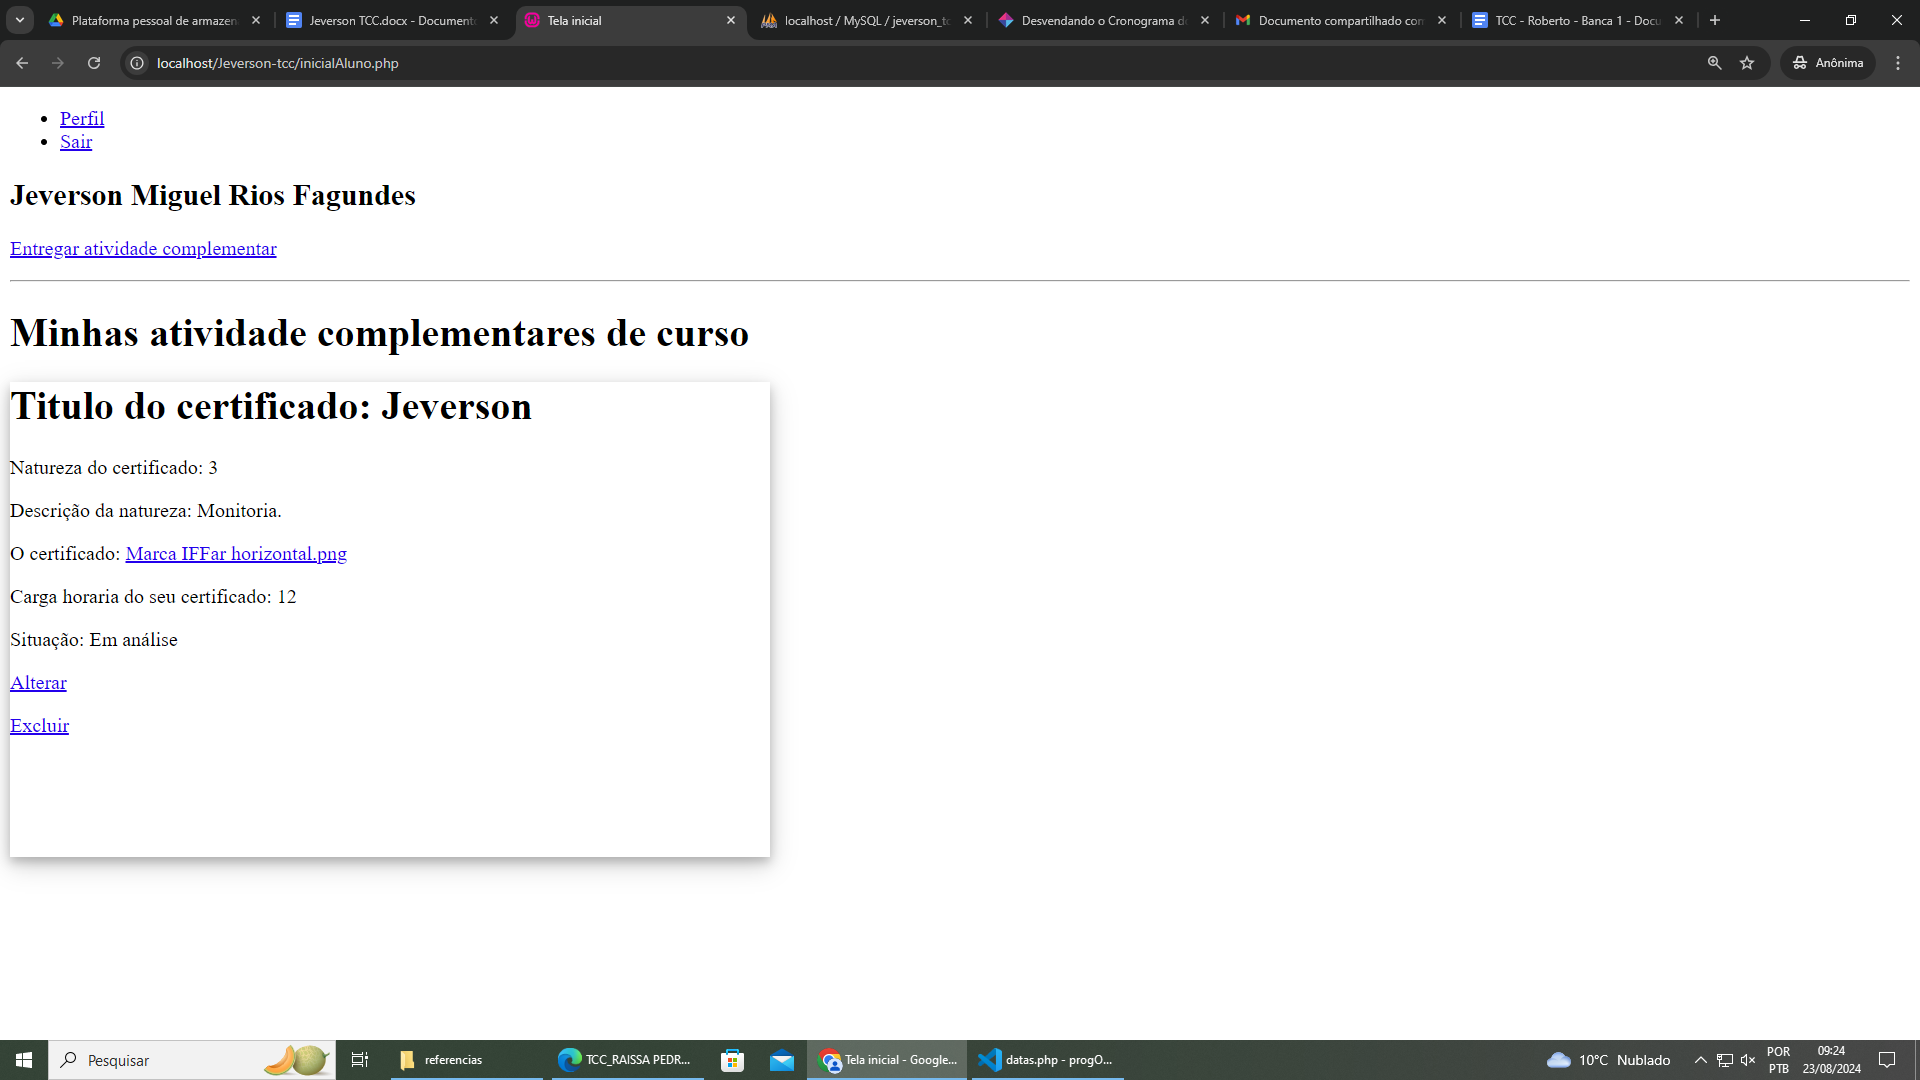 Plataforma pessoal de armazen
Jeverson TCC.docx - Documento
Tela inicial
localhost / MySQL / jeverson_tc
Desvendando o Cronograma de
Documento compartilhado com
TCC - Roberto - Banca 1 - Docu
localhost/Jeverson-tcc/inicialAluno.php
Anônima
Perfil
Sair
Jeverson Miguel Rios Fagundes
Entregar atividade complementar
Minhas atividade complementares de curso
Titulo do certificado: Jeverson
Natureza do certificado: 3
Descrição da natureza: Monitoria.
O certificado: Marca IFFar horizontal.png
Carga horaria do seu certificado: 12
Situação: Em análise
Alterar
Excluir
Pesquisar
referencias
TCC_RAISSA PEDR...
Tela inicial - Google...
datas.php - progO...
10°C Nublado
POR
PTB
09:24
23/08/2024